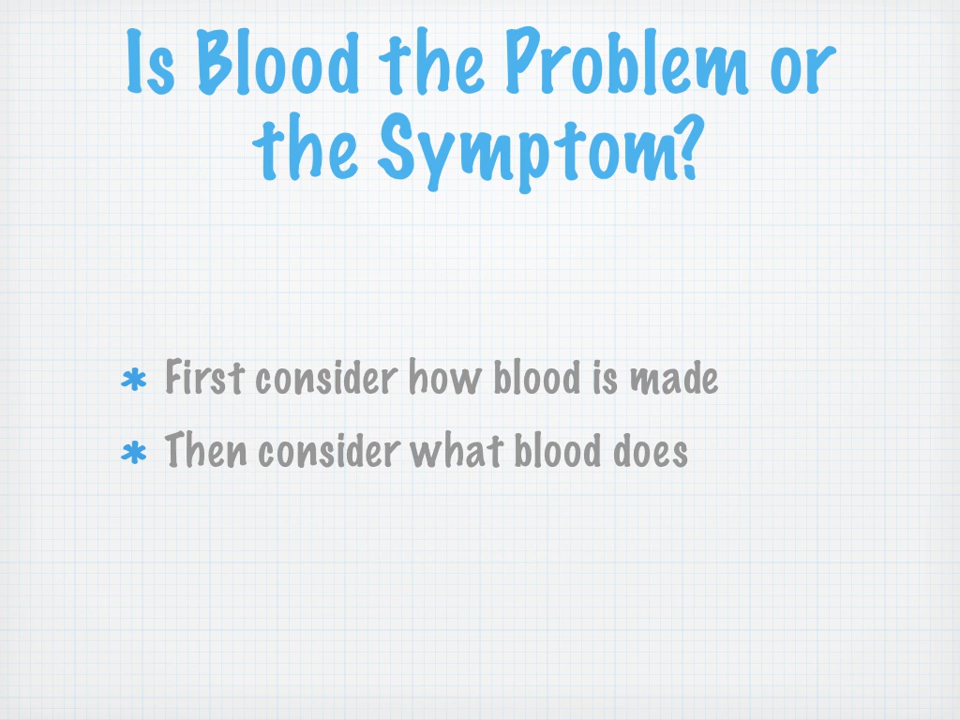 Is Blood the Problem or
the Symptom?
* First consider how blood is made
* Then consider what blood does